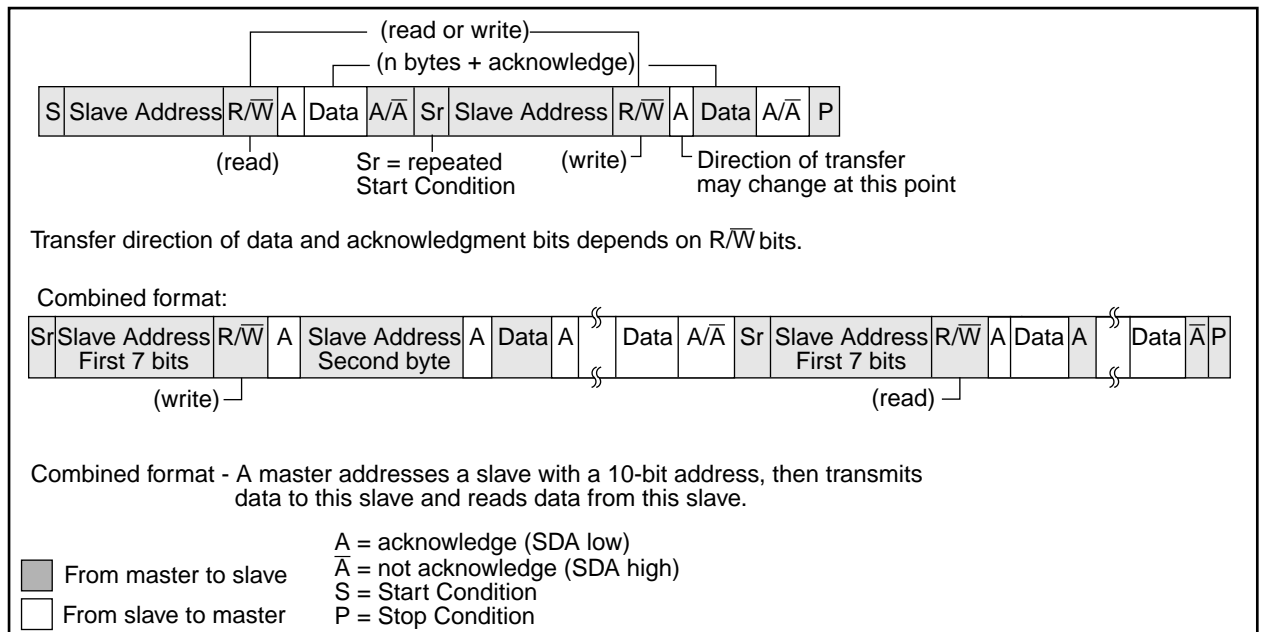 (read or write)
(n bytes + acknowledge)
S Slave Address R/W̅ A Data A/A̅ Sr Slave Address R/W̅ A Data A/A̅ P
(read) Sr = repeated (write) Direction of transfer
Start Condition may change at this point
Transfer direction of data and acknowledgment bits depends on R/W̅ bits.
Combined format:
Sr Slave Address R/W̅ A Slave Address A Data A Data A/A̅ Sr Slave Address R/W̅ A Data A Data A̅ P
First 7 bits Second byte First 7 bits
(write) (read)
Combined format - A master addresses a slave with a 10-bit address, then transmits
data to this slave and reads data from this slave.
A = acknowledge (SDA low)
From master to slave A̅ = not acknowledge (SDA high)
S = Start Condition
From slave to master P = Stop Condition